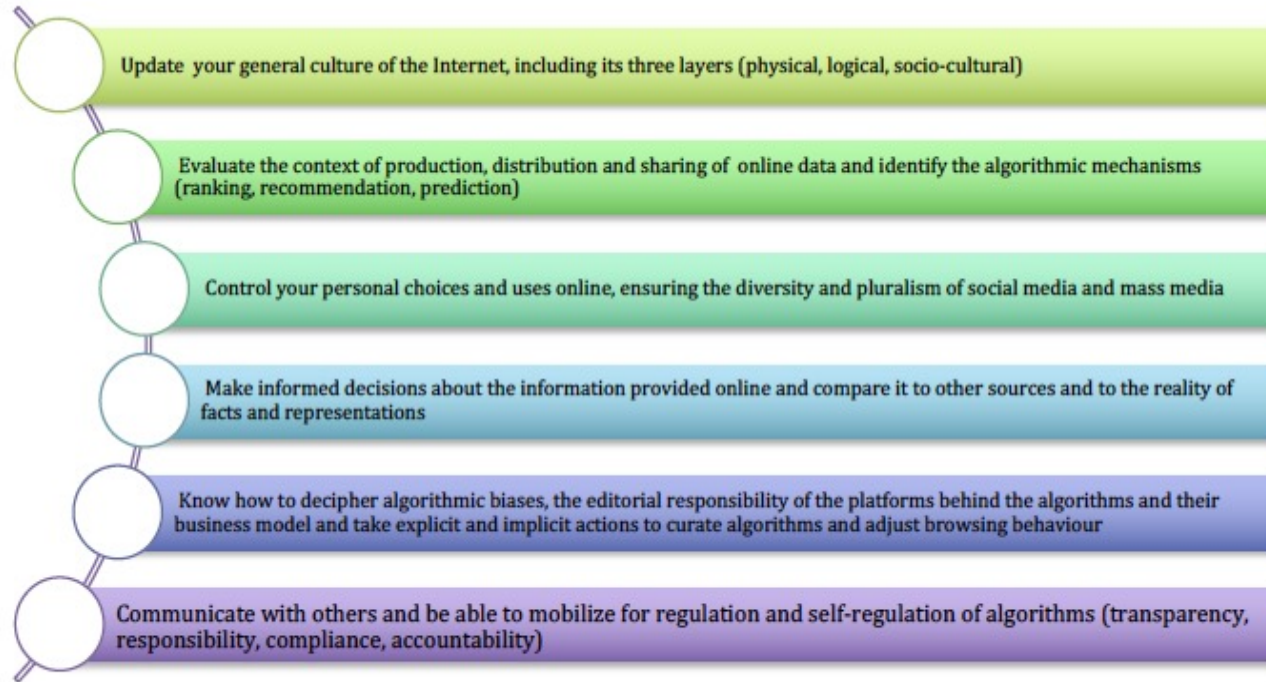 Update your general culture of the Internet, including its three layers (physical, logical, socio-cultural)
Evaluate the context of production, distribution and sharing of online data and identify the algorithmic mechanisms
(ranking, recommendation, prediction)
Control your personal choices and uses online, ensuring the diversity and pluralism of social media and mass media
Make informed decisions about the information provided online and compare it to other sources and to the reality of
facts and representations
Know how to decipher algorithmic biases, the editorial responsibility of the platforms behind the algorithms and their
business model and take explicit and implicit actions to curate algorithms and adjust browsing behaviour
Communicate with others and be able to mobilize for regulation and self-regulation of algorithms (transparency,
responsibility, compliance, accountability)